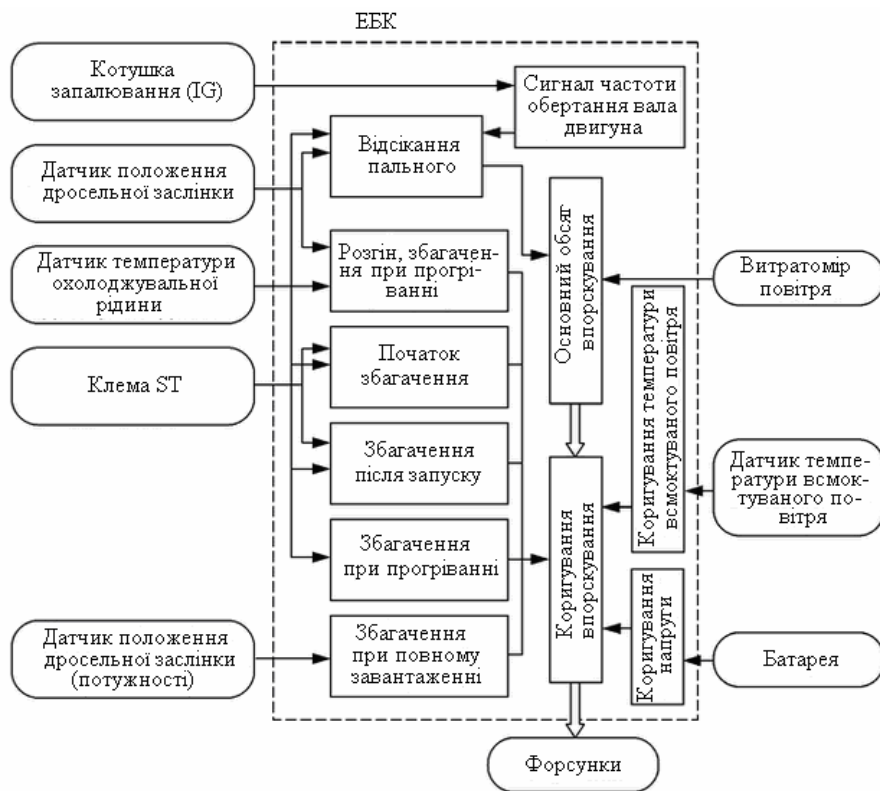 ЕБК
Котушка
запалювання (IG)
Сигнал частоти
обертання вала
двигуна
Відсікання
пального
Датчик положення
дросельної заслінки
Розгін, збагачен-
ня при прогрі-
ванні
Датчик температури
охолоджувальної
рідини
Основний обсяг
впорскування
Витратомір
повітря
Коригування температури
всмоктуваного повітря
Початок
збагачення
Клема ST
Збагачення
після запуску
Датчик темпе-
ратури всмок-
туваного по-
вітря
Збагачення
при прогріванні
Коригування
впорскування
Коригування
напруги
Датчик положення
дросельної заслінки
(потужності)
Збагачення
при повному
завантаженні
Батарея
Форсунки